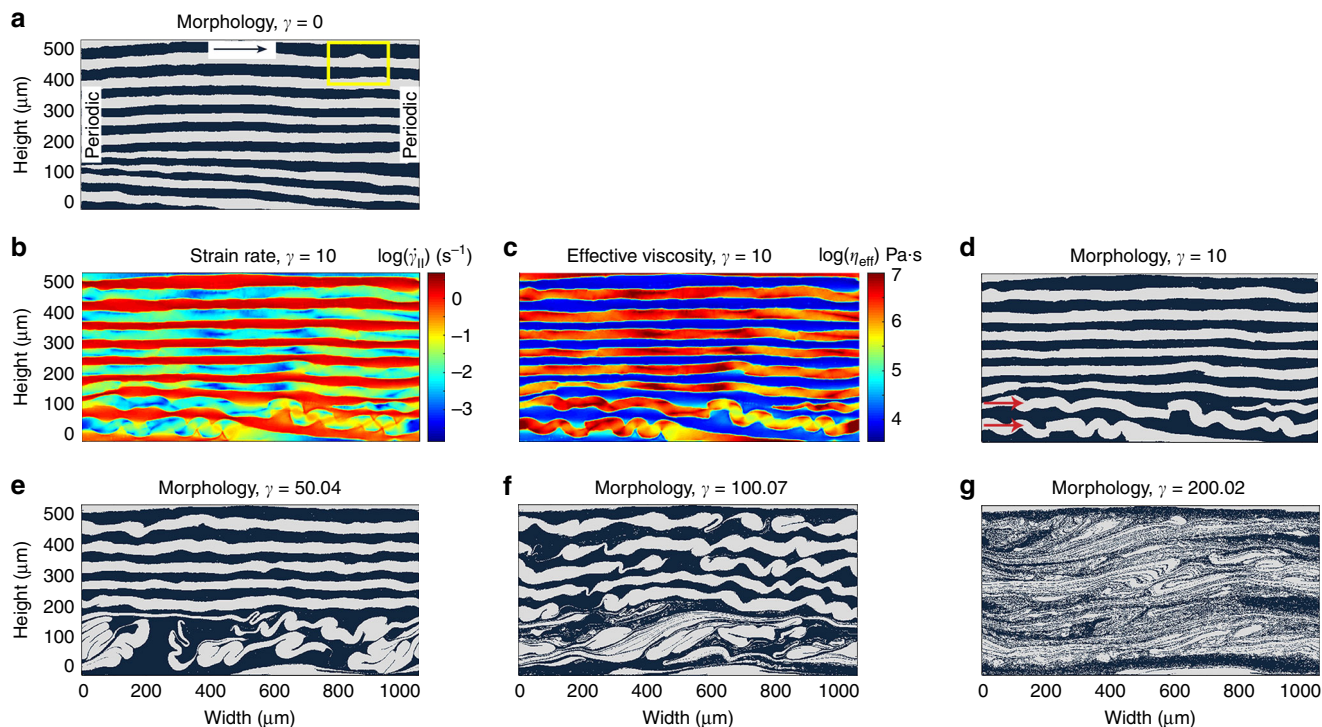 a
Morphology, γ = 0
Height (μm)
500
400
300
200
100
0
Periodic
Periodic
b
Strain rate, γ = 10
log(γ̇II) (s−1)
0
−1
−2
−3
Height (μm)
500
400
300
200
100
0
c
Effective viscosity, γ = 10
log(ηeff) Pa·s
7
6
5
4
d
Morphology, γ = 10
e
Morphology, γ = 50.04
Height (μm)
500
400
300
200
100
0
0 200 400 600 800 1000
Width (μm)
f
Morphology, γ = 100.07
0 200 400 600 800 1000
Width (μm)
g
Morphology, γ = 200.02
0 200 400 600 800 1000
Width (μm)